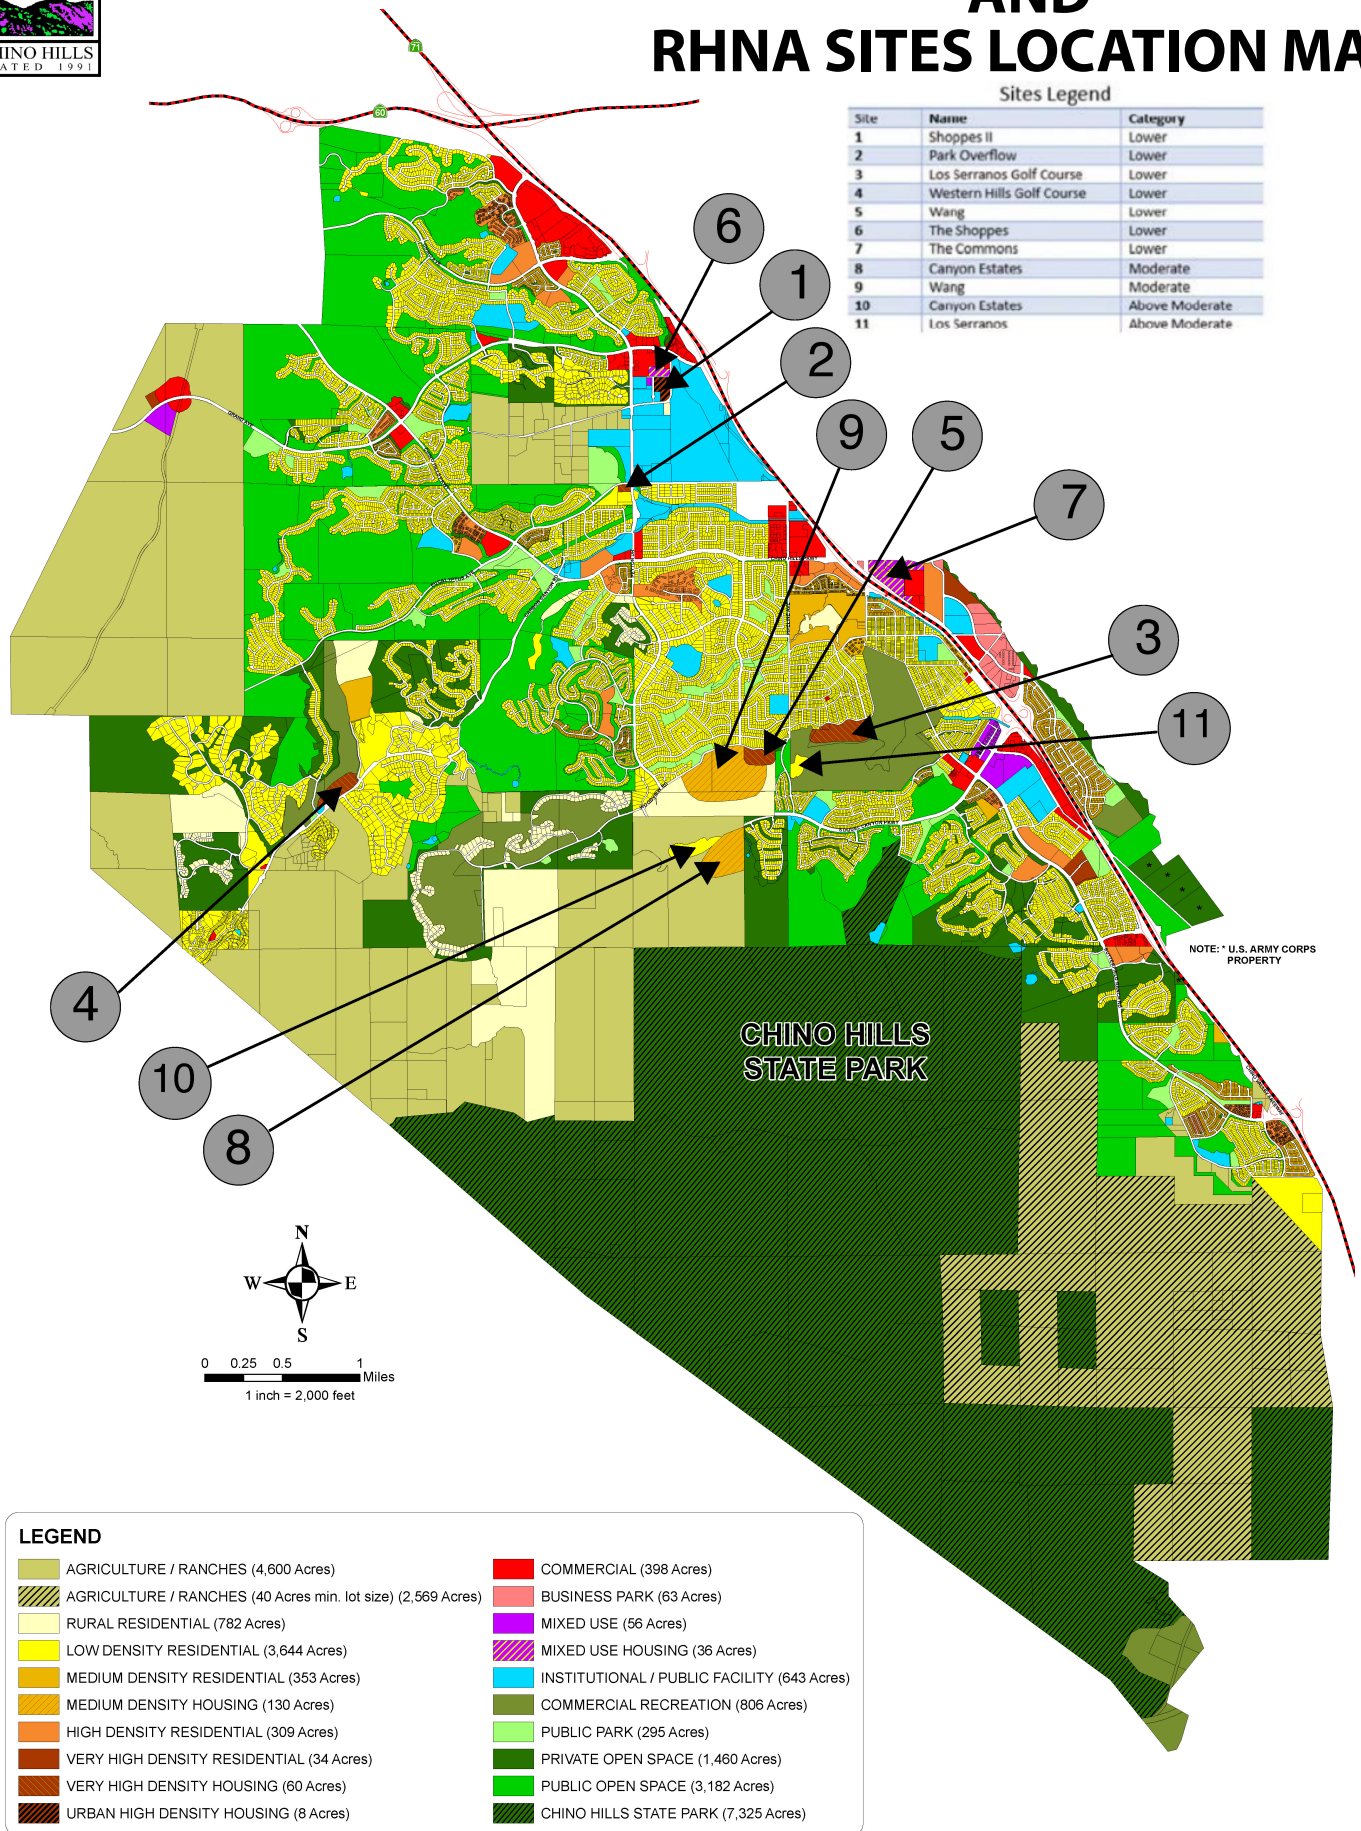 AND
RHNA SITES LOCATION MA
HINO HILLS
ATED 1991
71
60
Sites Legend
Site Name Category
1 Shoppes II Lower
2 Park Overflow Lower
3 Los Serranos Golf Course Lower
4 Western Hills Golf Course Lower
5 Wang Lower
6 The Shoppes Lower
7 The Commons Lower
8 Canyon Estates Moderate
9 Wang Moderate
10 Canyon Estates Above Moderate
11 Los Serranos Above Moderate
6
1
2
9
5
7
3
11
4
10
8
GRAND AVE
NOTE: * U.S. ARMY CORPS
PROPERTY
CHINO HILLS
STATE PARK
N
W E
S
0 0.25 0.5 1
Miles
1 inch = 2,000 feet
LEGEND
AGRICULTURE / RANCHES (4,600 Acres)
AGRICULTURE / RANCHES (40 Acres min. lot size) (2,569 Acres)
RURAL RESIDENTIAL (782 Acres)
LOW DENSITY RESIDENTIAL (3,644 Acres)
MEDIUM DENSITY RESIDENTIAL (353 Acres)
MEDIUM DENSITY HOUSING (130 Acres)
HIGH DENSITY RESIDENTIAL (309 Acres)
VERY HIGH DENSITY RESIDENTIAL (34 Acres)
VERY HIGH DENSITY HOUSING (60 Acres)
URBAN HIGH DENSITY HOUSING (8 Acres)
COMMERCIAL (398 Acres)
BUSINESS PARK (63 Acres)
MIXED USE (56 Acres)
MIXED USE HOUSING (36 Acres)
INSTITUTIONAL / PUBLIC FACILITY (643 Acres)
COMMERCIAL RECREATION (806 Acres)
PUBLIC PARK (295 Acres)
PRIVATE OPEN SPACE (1,460 Acres)
PUBLIC OPEN SPACE (3,182 Acres)
CHINO HILLS STATE PARK (7,325 Acres)